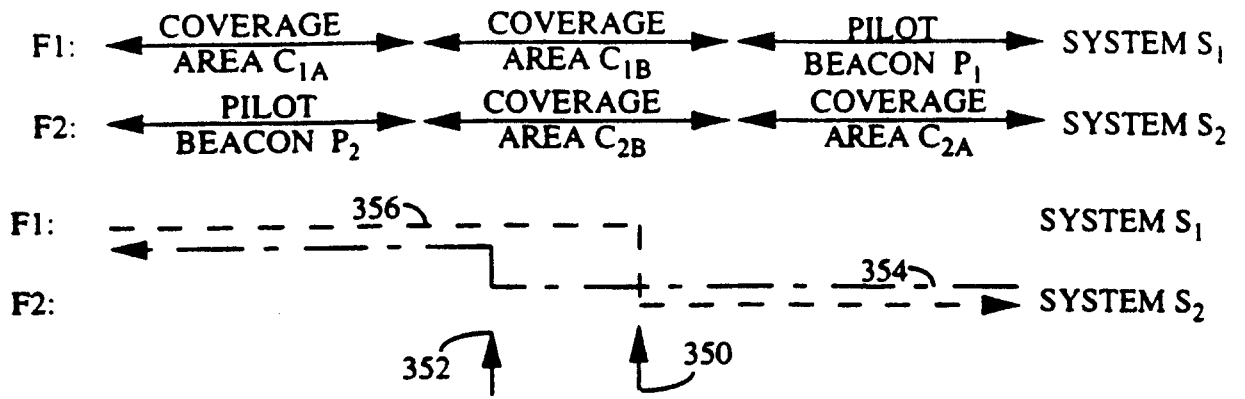 F1: COVERAGE AREA C1A COVERAGE AREA C1B PILOT BEACON P1 SYSTEM S1
F2: PILOT BEACON P2 COVERAGE AREA C2B COVERAGE AREA C2A SYSTEM S2
F1: 356 SYSTEM S1
F2: 354 SYSTEM S2
352 350